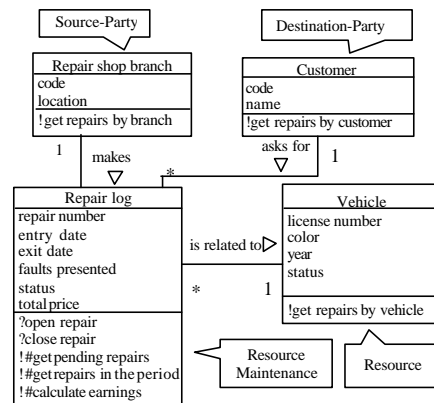 Source-Party
Destination-Party
Repair shop branch
code
location
!get repairs by branch
Customer
code
name
!get repairs by customer
1
makes
*
asks for
1
Repair log
repair number
entry date
exit date
faults presented
status
total price
?open repair
?close repair
!#get pending repairs
!#get repairs in the period
!#calculate earnings
is related to
*
1
Vehicle
license number
color
year
status
!get repairs by vehicle
Resource
Maintenance
Resource